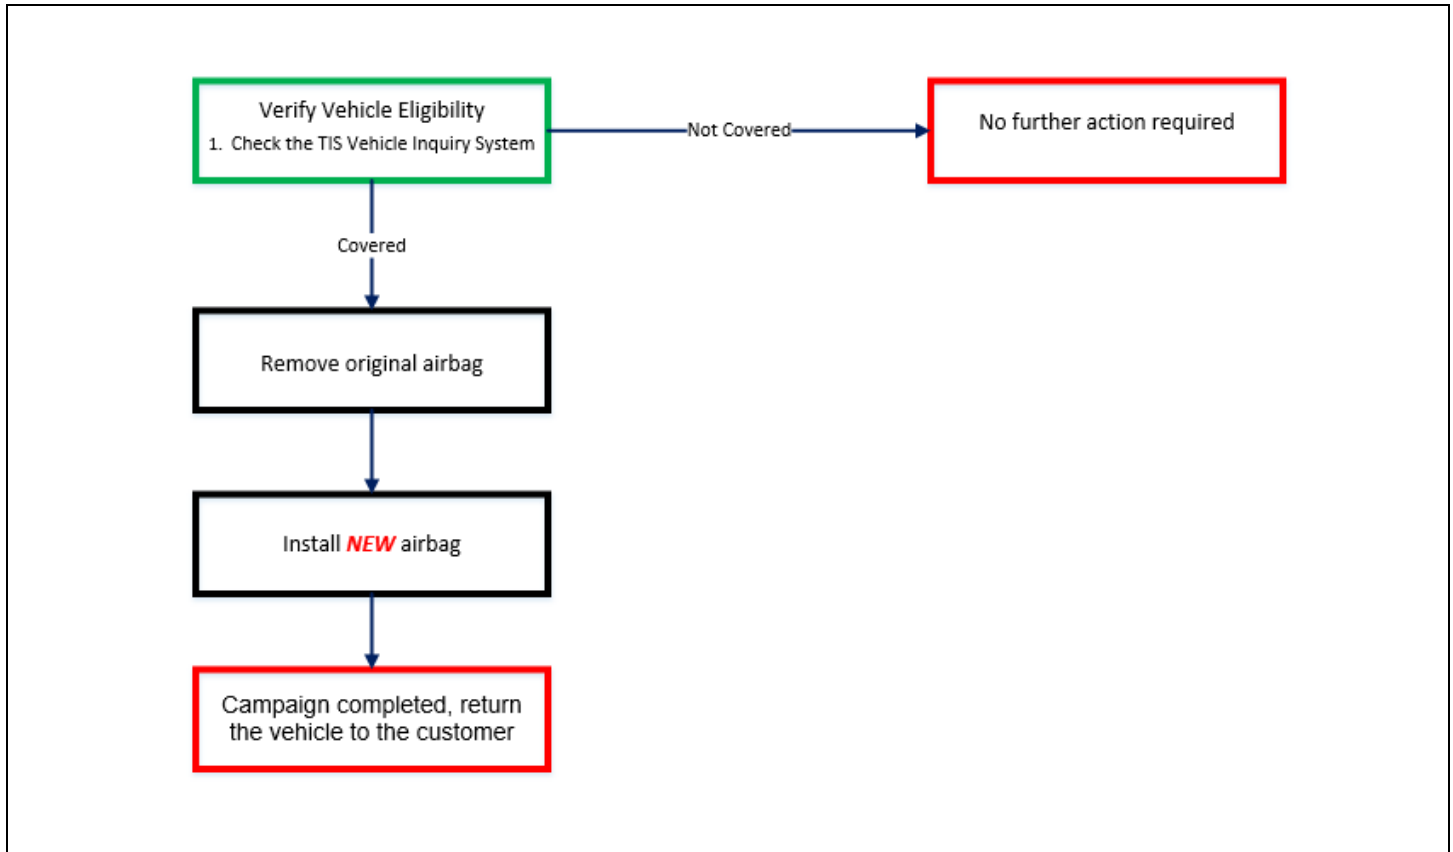 Verify Vehicle Eligibility
1. Check the TIS Vehicle Inquiry System
Not Covered
No further action required
Covered
Remove original airbag
Install NEW airbag
Campaign completed, return
the vehicle to the customer